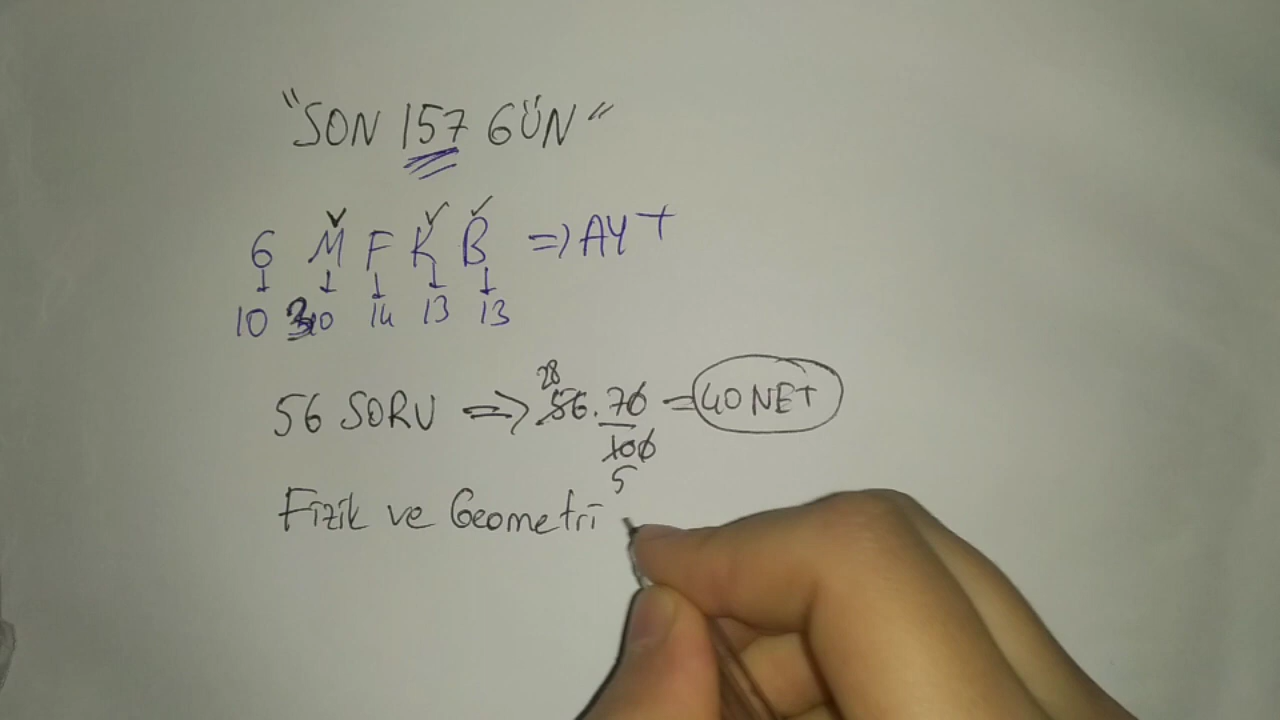 "SON 157 GÜN"
G M F K B => AYT
10 30 14 13 13
56 SORU => 56.70 = 40 NET
28
100
5
Fizik ve Geometri